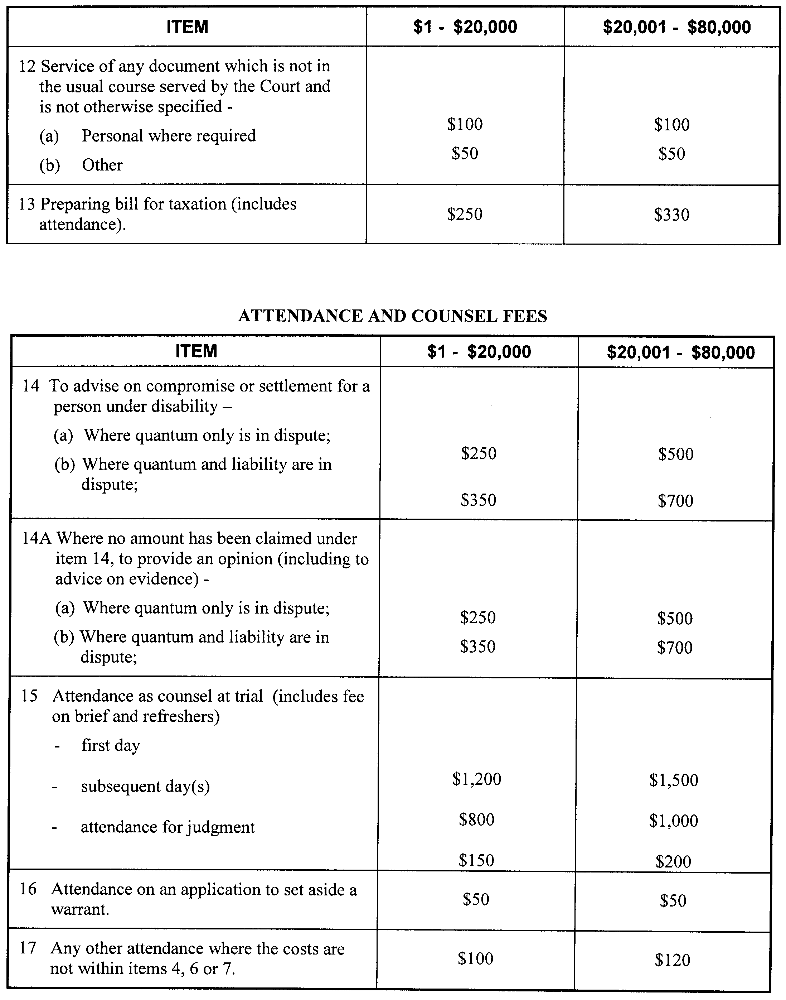 ITEM $1 - $20,000 $20,001 - $80,000
12 Service of any document which is not in
the usual course served by the Court and
is not otherwise specified -
(a) Personal where required
$100 $100
(b) Other
$50 $50
13 Preparing bill for taxation (includes
attendance).
$250 $330
ATTENDANCE AND COUNSEL FEES
ITEM $1 - $20,000 $20,001 - $80,000
14 To advise on compromise or settlement for a
person under disability –
(a) Where quantum only is in dispute;
$250 $500
(b) Where quantum and liability are in
dispute;
$350 $700
14A Where no amount has been claimed under
item 14, to provide an opinion (including to
advice on evidence) -
(a) Where quantum only is in dispute;
$250 $500
(b) Where quantum and liability are in
dispute;
$350 $700
15 Attendance as counsel at trial (includes fee
on brief and refreshers)
- first day
$1,200 $1,500
- subsequent day(s)
$800 $1,000
- attendance for judgment
$150 $200
16 Attendance on an application to set aside a
warrant.
$50 $50
17 Any other attendance where the costs are
not within items 4, 6 or 7.
$100 $120